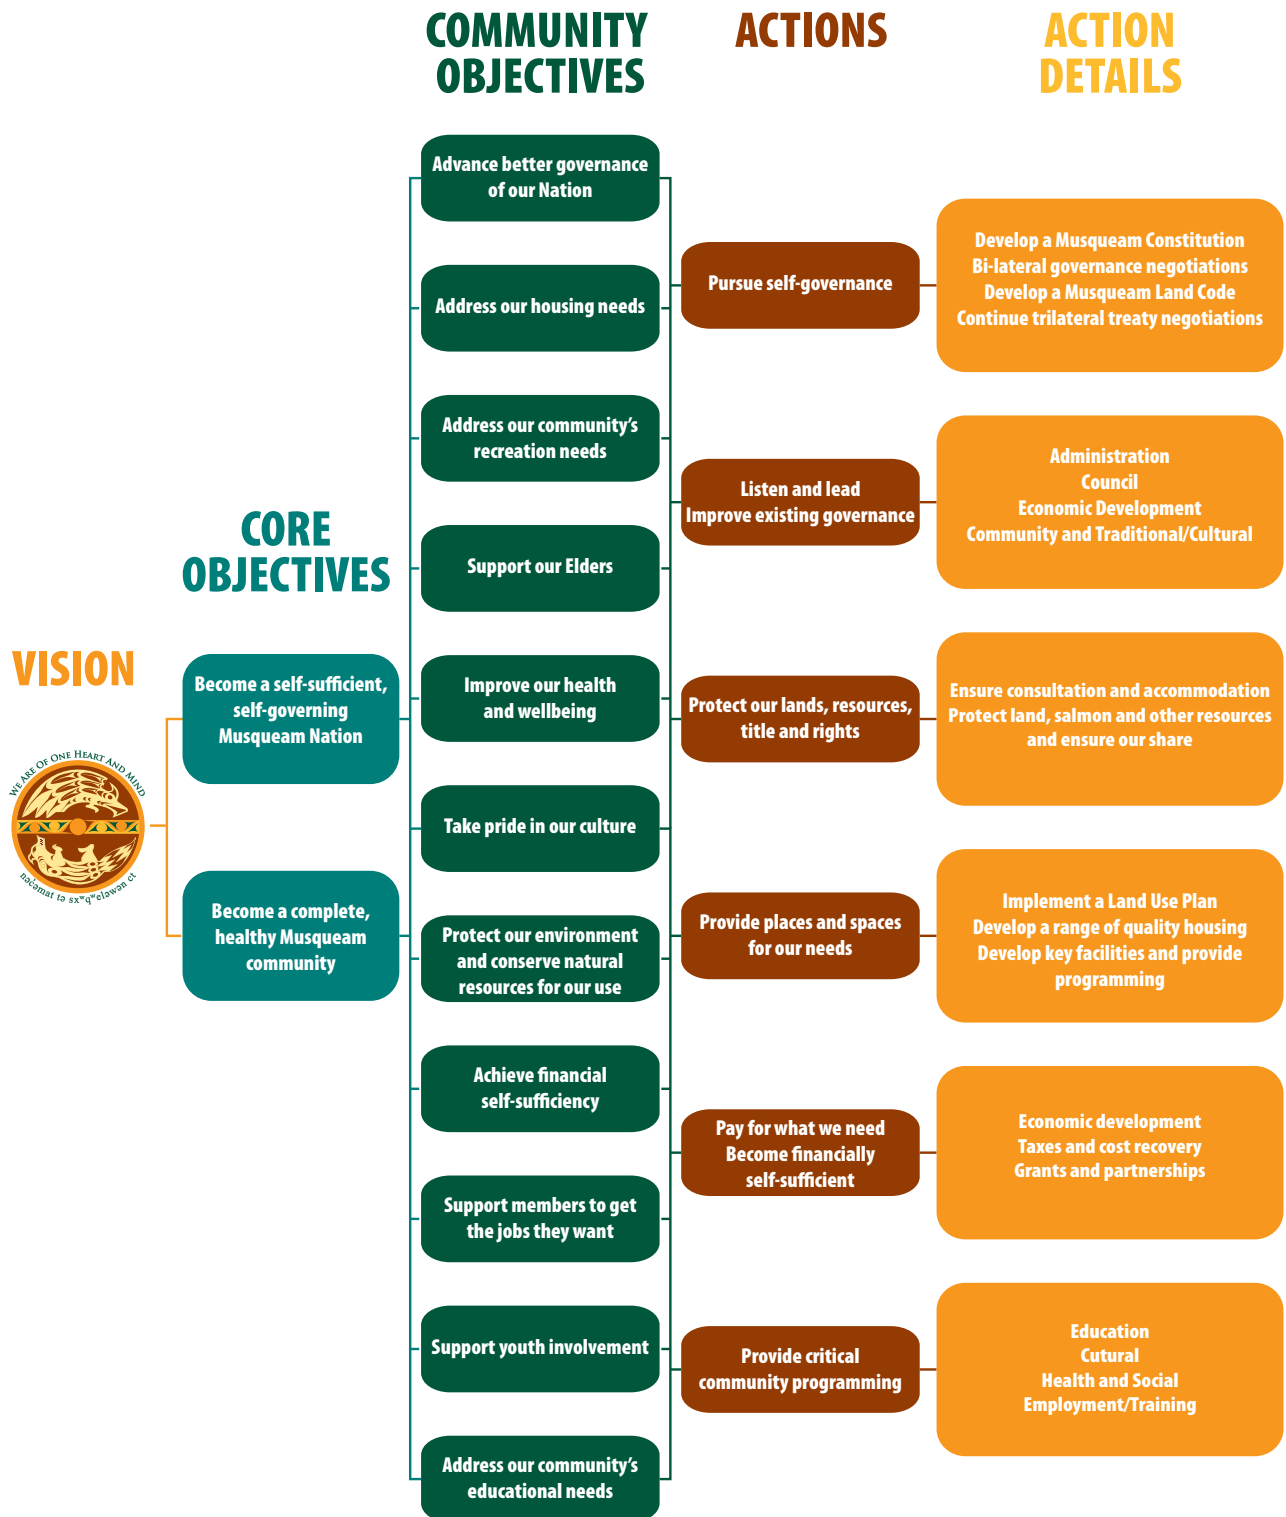 COMMUNITY
OBJECTIVES
ACTIONS
ACTION
DETAILS
CORE
OBJECTIVES
VISION
WE ARE OF ONE HEART AND MIND
nəc̓əmat tə sxʷq̓ʷeləwən ct
Become a self-sufficient,
self-governing
Musqueam Nation
Become a complete,
healthy Musqueam
community
Advance better governance
of our Nation
Address our housing needs
Address our community's
recreation needs
Support our Elders
Improve our health
and wellbeing
Take pride in our culture
Protect our environment
and conserve natural
resources for our use
Achieve financial
self-sufficiency
Support members to get
the jobs they want
Support youth involvement
Address our community's
educational needs
Pursue self-governance
Listen and lead
Improve existing governance
Protect our lands, resources,
title and rights
Provide places and spaces
for our needs
Pay for what we need
Become financially
self-sufficient
Provide critical
community programming
Develop a Musqueam Constitution
Bi-lateral governance negotiations
Develop a Musqueam Land Code
Continue trilateral treaty negotiations
Administration
Council
Economic Development
Community and Traditional/Cultural
Ensure consultation and accommodation
Protect land, salmon and other resources
and ensure our share
Implement a Land Use Plan
Develop a range of quality housing
Develop key facilities and provide
programming
Economic development
Taxes and cost recovery
Grants and partnerships
Education
Cutural
Health and Social
Employment/Training